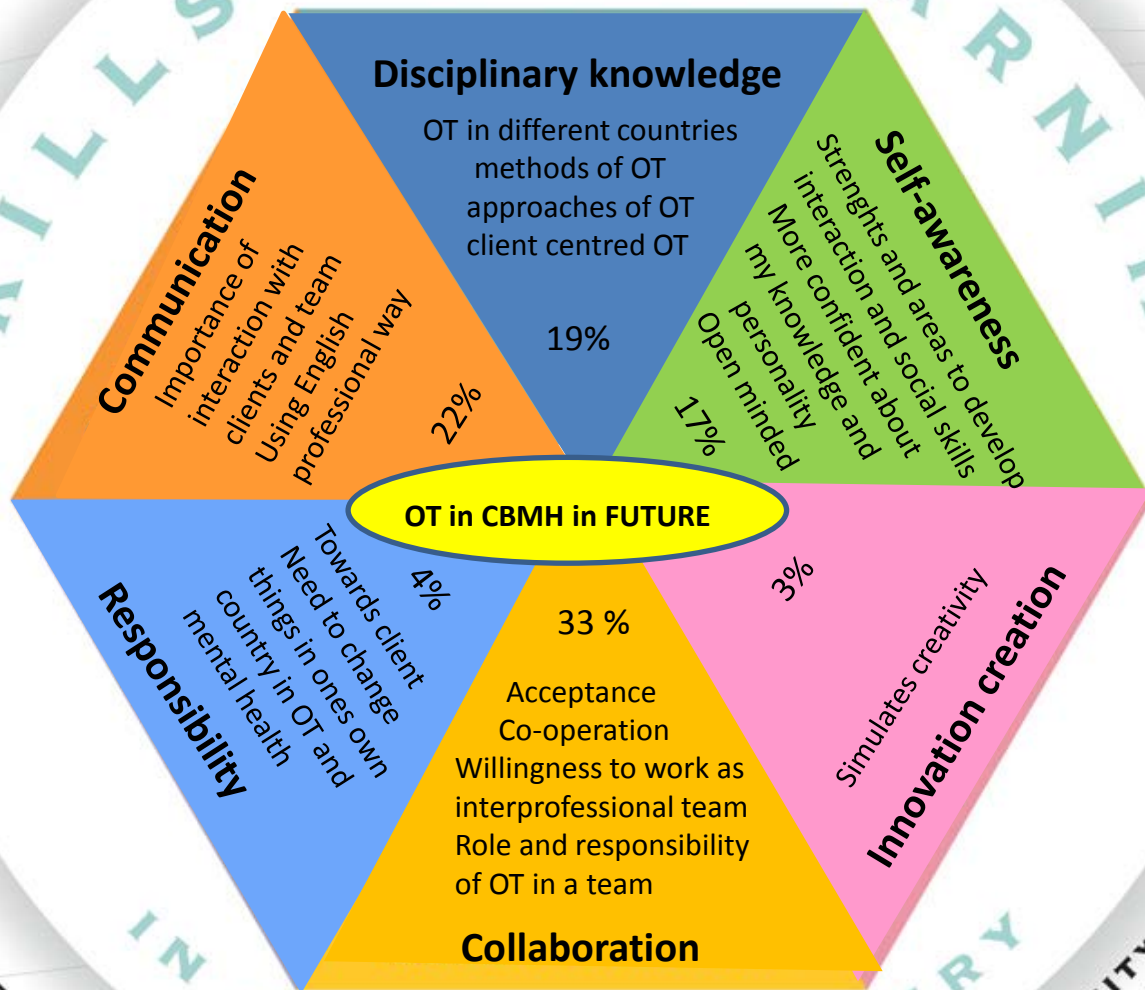 Disciplinary knowledge
OT in different countries
methods of OT
approaches of OT
client centred OT
19%
Self-awareness
Strenghts and areas to develop
interaction and social skills
More confident about
my knowledge and
personality
Open minded
17%
Innovation creation
Simulates creativity
3%
33 %
Acceptance
Co-operation
Willingness to work as
interprofessional team
Role and responsibility
of OT in a team
Collaboration
Responsibility
Towards client
Need to change
things in ones own
country in OT and
mental health
4%
Communication
Importance of
interaction with
clients and team
Using English
professional way
22%
OT in CBMH in FUTURE